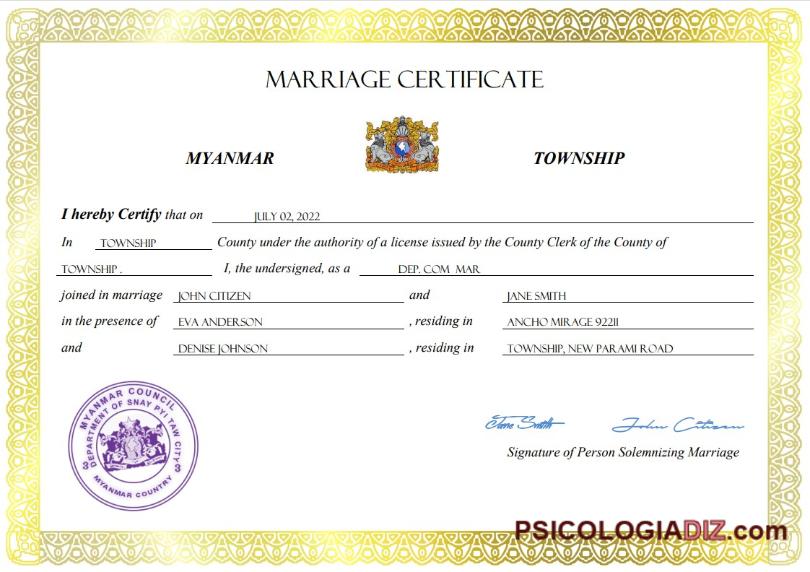 MARRIAGE CERTIFICATE
MYANMAR TOWNSHIP
I hereby Certify that on JULY 02, 2022
In TOWNSHIP County under the authority of a license issued by the County Clerk of the County of
TOWNSHIP . I, the undersigned, as a DEP. COM MAR
joined in marriage JOHN CITIZEN and JANE SMITH
in the presence of EVA ANDERSON , residing in ANCHO MIRAGE 92211
and DENISE JOHNSON , residing in TOWNSHIP, NEW PARAMI ROAD
MYANMAR COUNCIL
DEPARTMENT OF SNAY PYI TAW CITY
3 3
MYANMAR COUNTRY
Jane Smith John Citizen
Signature of Person Solemnizing Marriage
PSICOLOGIADIZ.com